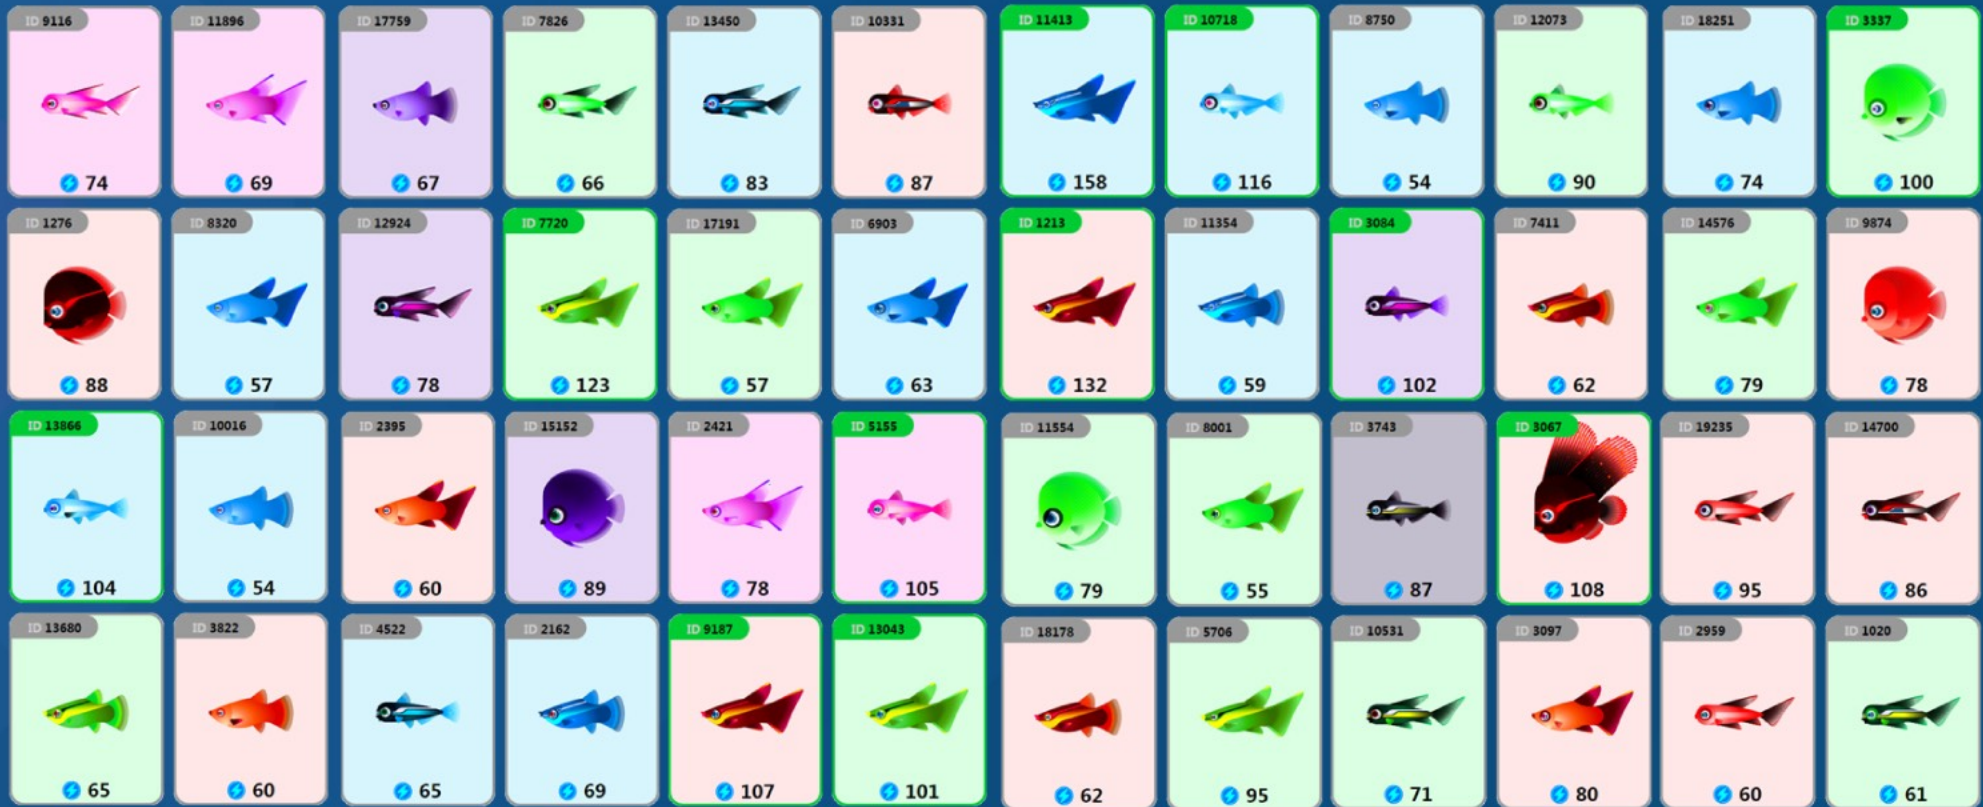 ID 9116
ID 11896
ID 17759
ID 7826
ID 13450
ID 10331
ID 11413
ID 10718
ID 8750
ID 12073
ID 18251
ID 3337
74
69
67
66
83
87
158
116
54
90
74
100
ID 1276
ID 8320
ID 12924
ID 7720
ID 17191
ID 6903
ID 1213
ID 11354
ID 3084
ID 7411
ID 14576
ID 9874
88
57
78
123
57
63
132
59
102
62
79
78
ID 13866
ID 10016
ID 2395
ID 15152
ID 2421
ID 5155
ID 11554
ID 8001
ID 3743
ID 3067
ID 19235
ID 14700
104
54
60
89
78
105
79
55
87
108
95
86
ID 13680
ID 3822
ID 4522
ID 2162
ID 9187
ID 13043
ID 18178
ID 5706
ID 10531
ID 3097
ID 2959
ID 1020
65
60
65
69
107
101
62
95
71
80
60
61